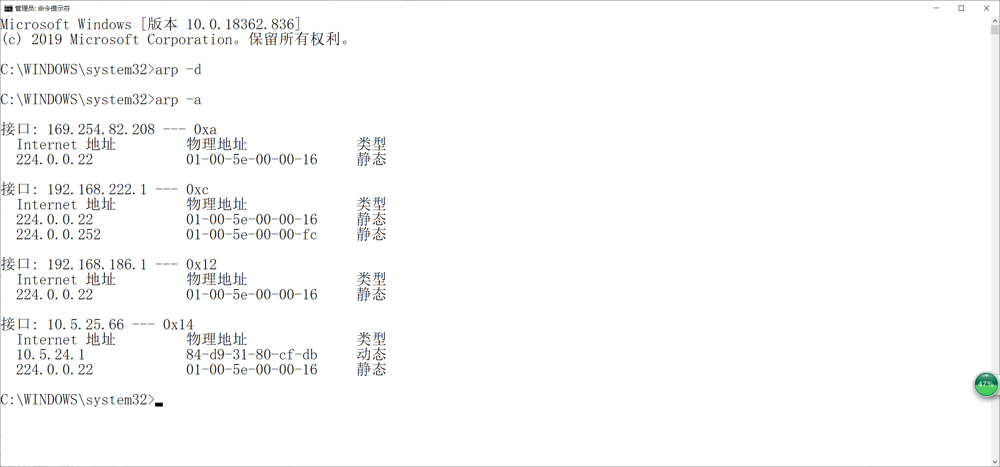 管理员: 命令提示符
Microsoft Windows [版本 10.0.18362.836]
(c) 2019 Microsoft Corporation。保留所有权利。
C:\WINDOWS\system32>arp -d
C:\WINDOWS\system32>arp -a
接口: 169.254.82.208 --- 0xa
  Internet 地址         物理地址              类型
  224.0.0.22            01-00-5e-00-00-16     静态
接口: 192.168.222.1 --- 0xc
  Internet 地址         物理地址              类型
  224.0.0.22            01-00-5e-00-00-16     静态
  224.0.0.252           01-00-5e-00-00-fc     静态
接口: 192.168.186.1 --- 0x12
  Internet 地址         物理地址              类型
  224.0.0.22            01-00-5e-00-00-16     静态
接口: 10.5.25.66 --- 0x14
  Internet 地址         物理地址              类型
  10.5.24.1             84-d9-31-80-cf-db     动态
  224.0.0.22            01-00-5e-00-00-16     静态
47%
C:\WINDOWS\system32>